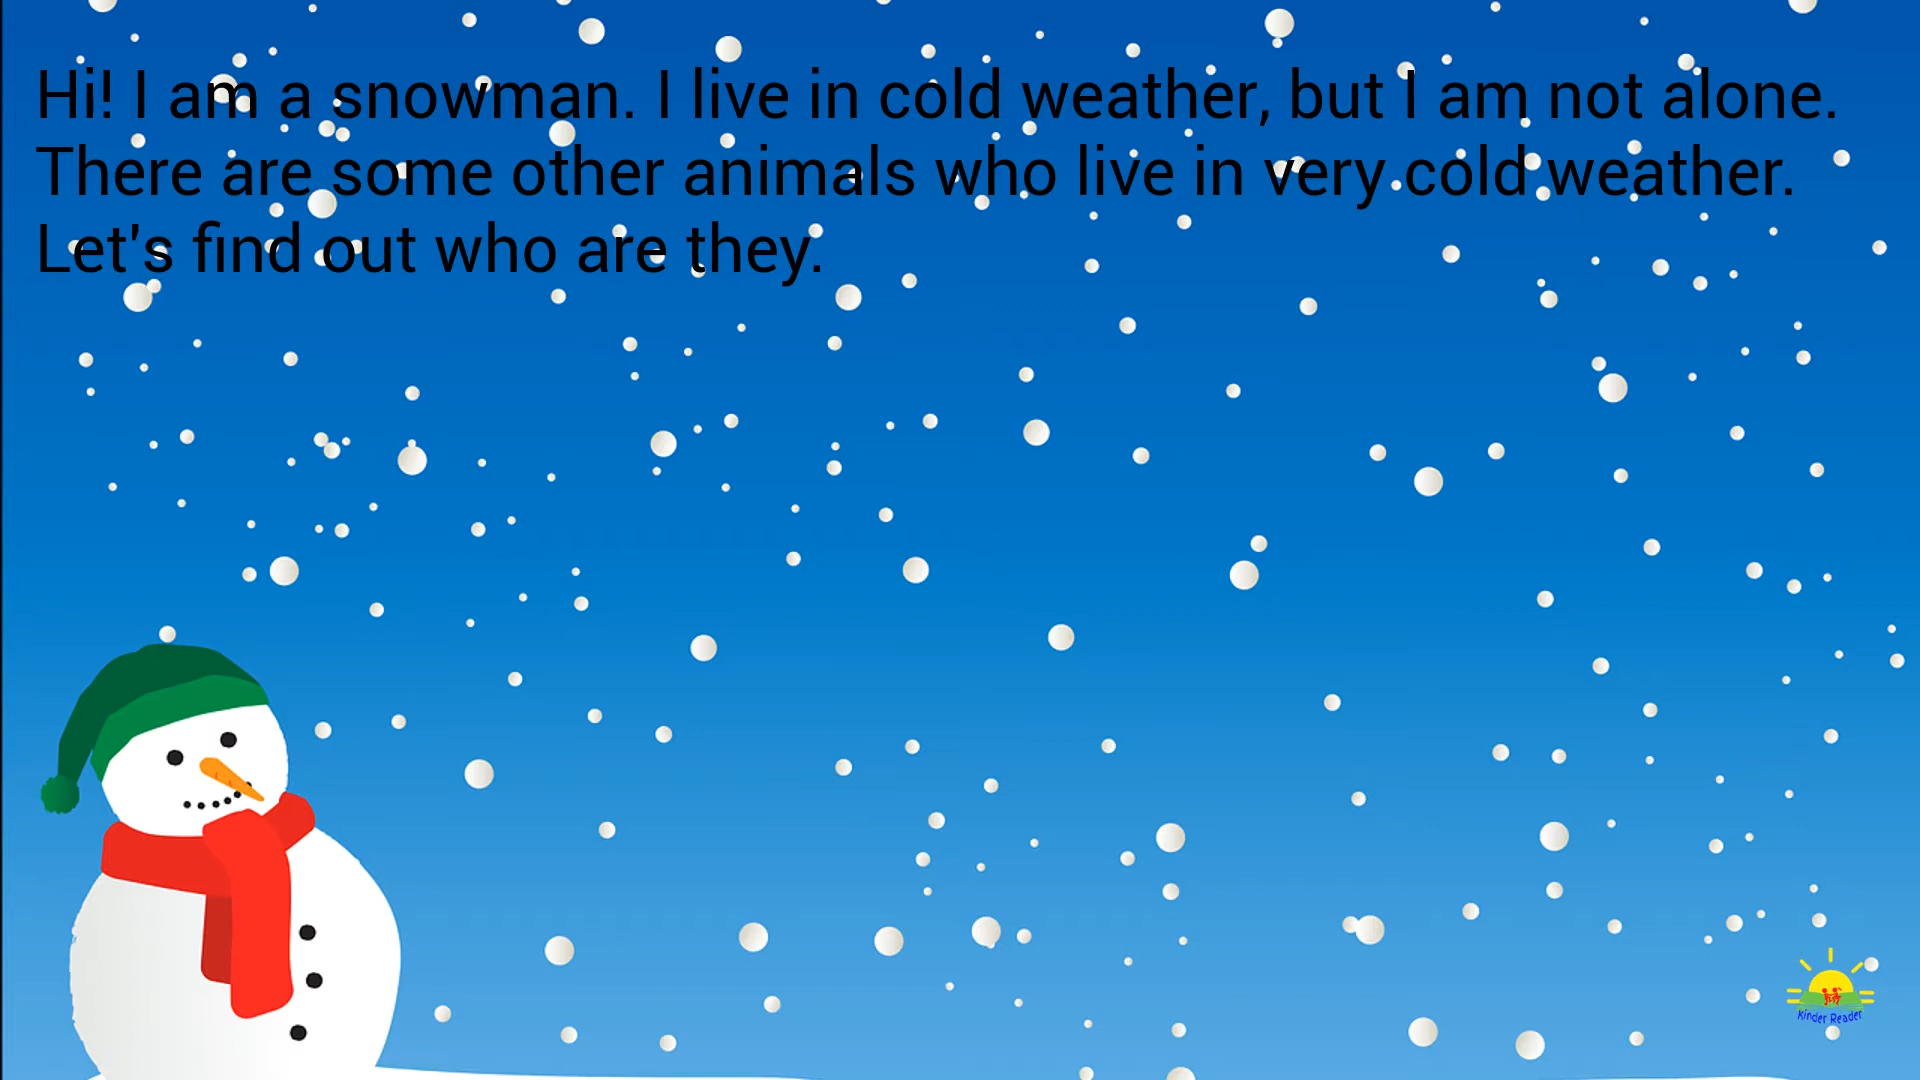 Hi! I am a snowman. I live in cold weather, but I am not alone.
There are some other animals who live in very cold weather.
Let's find out who are they.
Kinder Reader